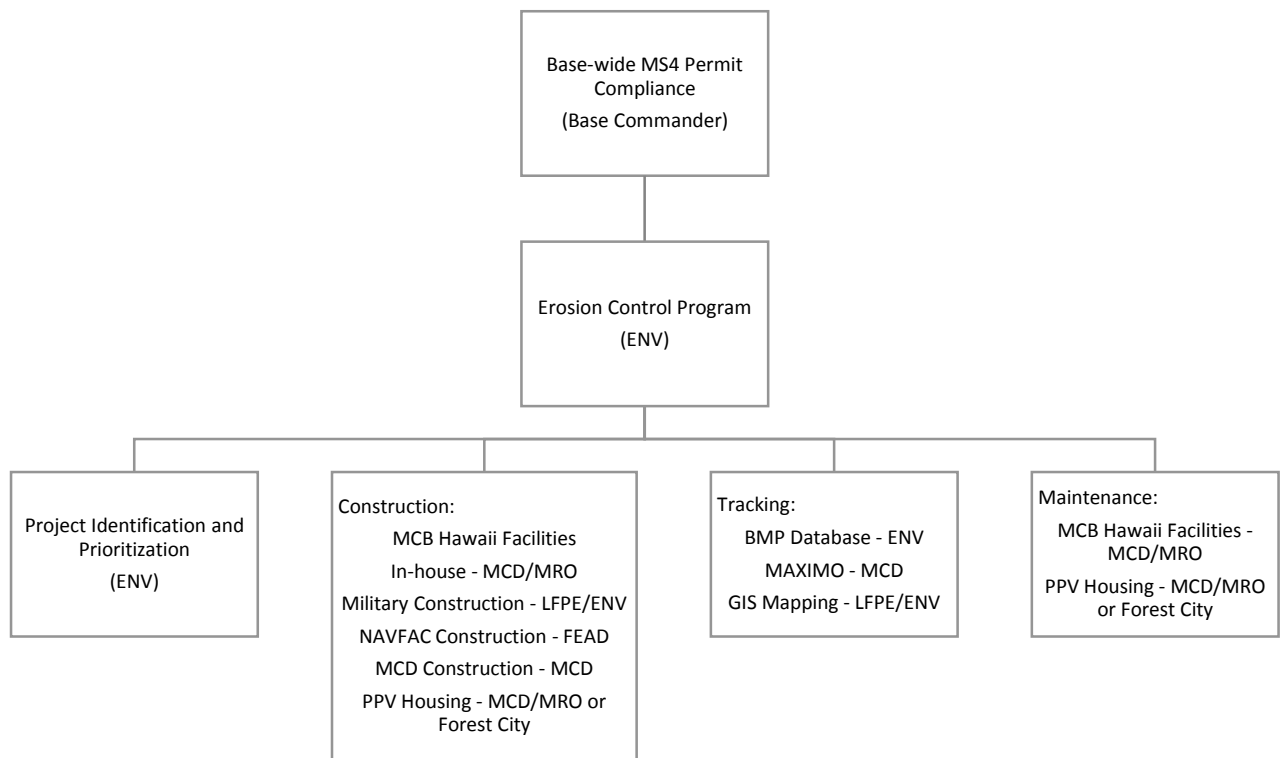 Base-wide MS4 Permit
Compliance
(Base Commander)
Erosion Control Program
(ENV)
Project Identification and
Prioritization
(ENV)
Construction:
MCB Hawaii Facilities
In-house - MCD/MRO
Military Construction - LFPE/ENV
NAVFAC Construction - FEAD
MCD Construction - MCD
PPV Housing - MCD/MRO or
Forest City
Tracking:
BMP Database - ENV
MAXIMO - MCD
GIS Mapping - LFPE/ENV
Maintenance:
MCB Hawaii Facilities -
MCD/MRO
PPV Housing - MCD/MRO
or Forest City